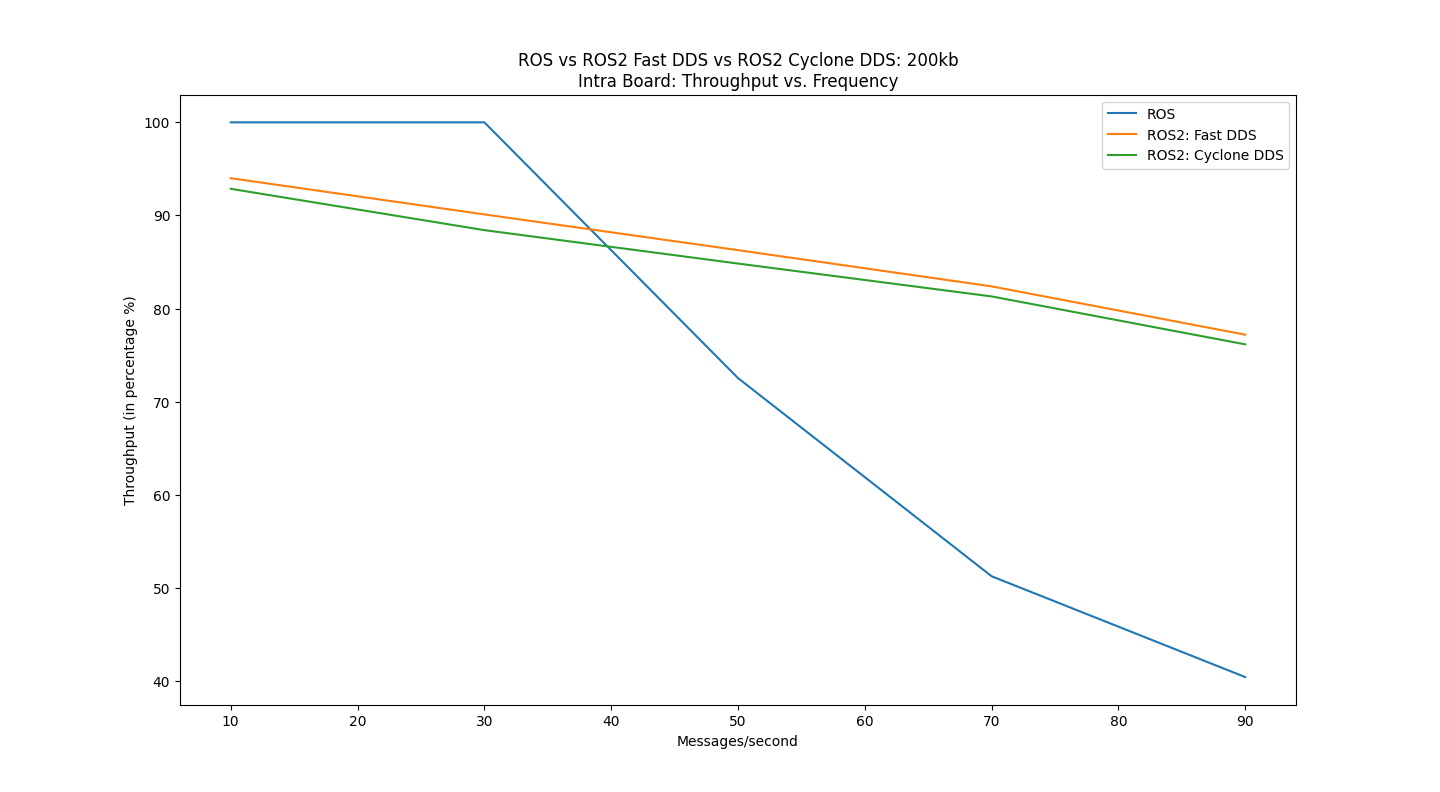 ROS vs ROS2 Fast DDS vs ROS2 Cyclone DDS: 200kb
Intra Board: Throughput vs. Frequency
ROS
ROS2: Fast DDS
ROS2: Cyclone DDS
Throughput (in percentage %)
100
90
80
70
60
50
40
10 20 30 40 50 60 70 80 90
Messages/second